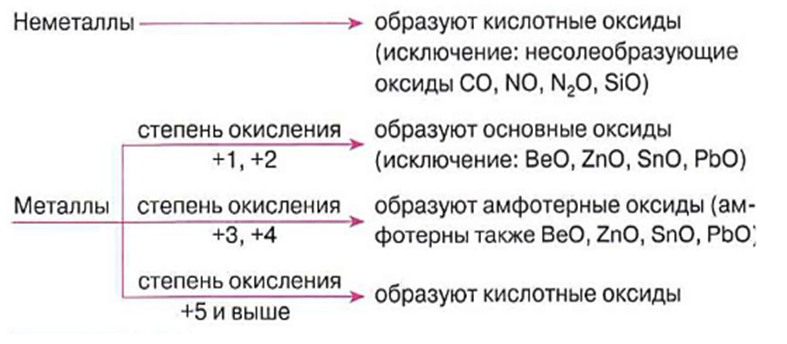 Неметаллы
образуют кислотные оксиды
(исключение: несолеобразующие
оксиды CO, NO, N₂O, SiO)
степень окисления
+1, +2
образуют основные оксиды
(исключение: BeO, ZnO, SnO, PbO)
Металлы
степень окисления
+3, +4
образуют амфотерные оксиды (ам-
фотерны также BeO, ZnO, SnO, PbO)
степень окисления
+5 и выше
образуют кислотные оксиды